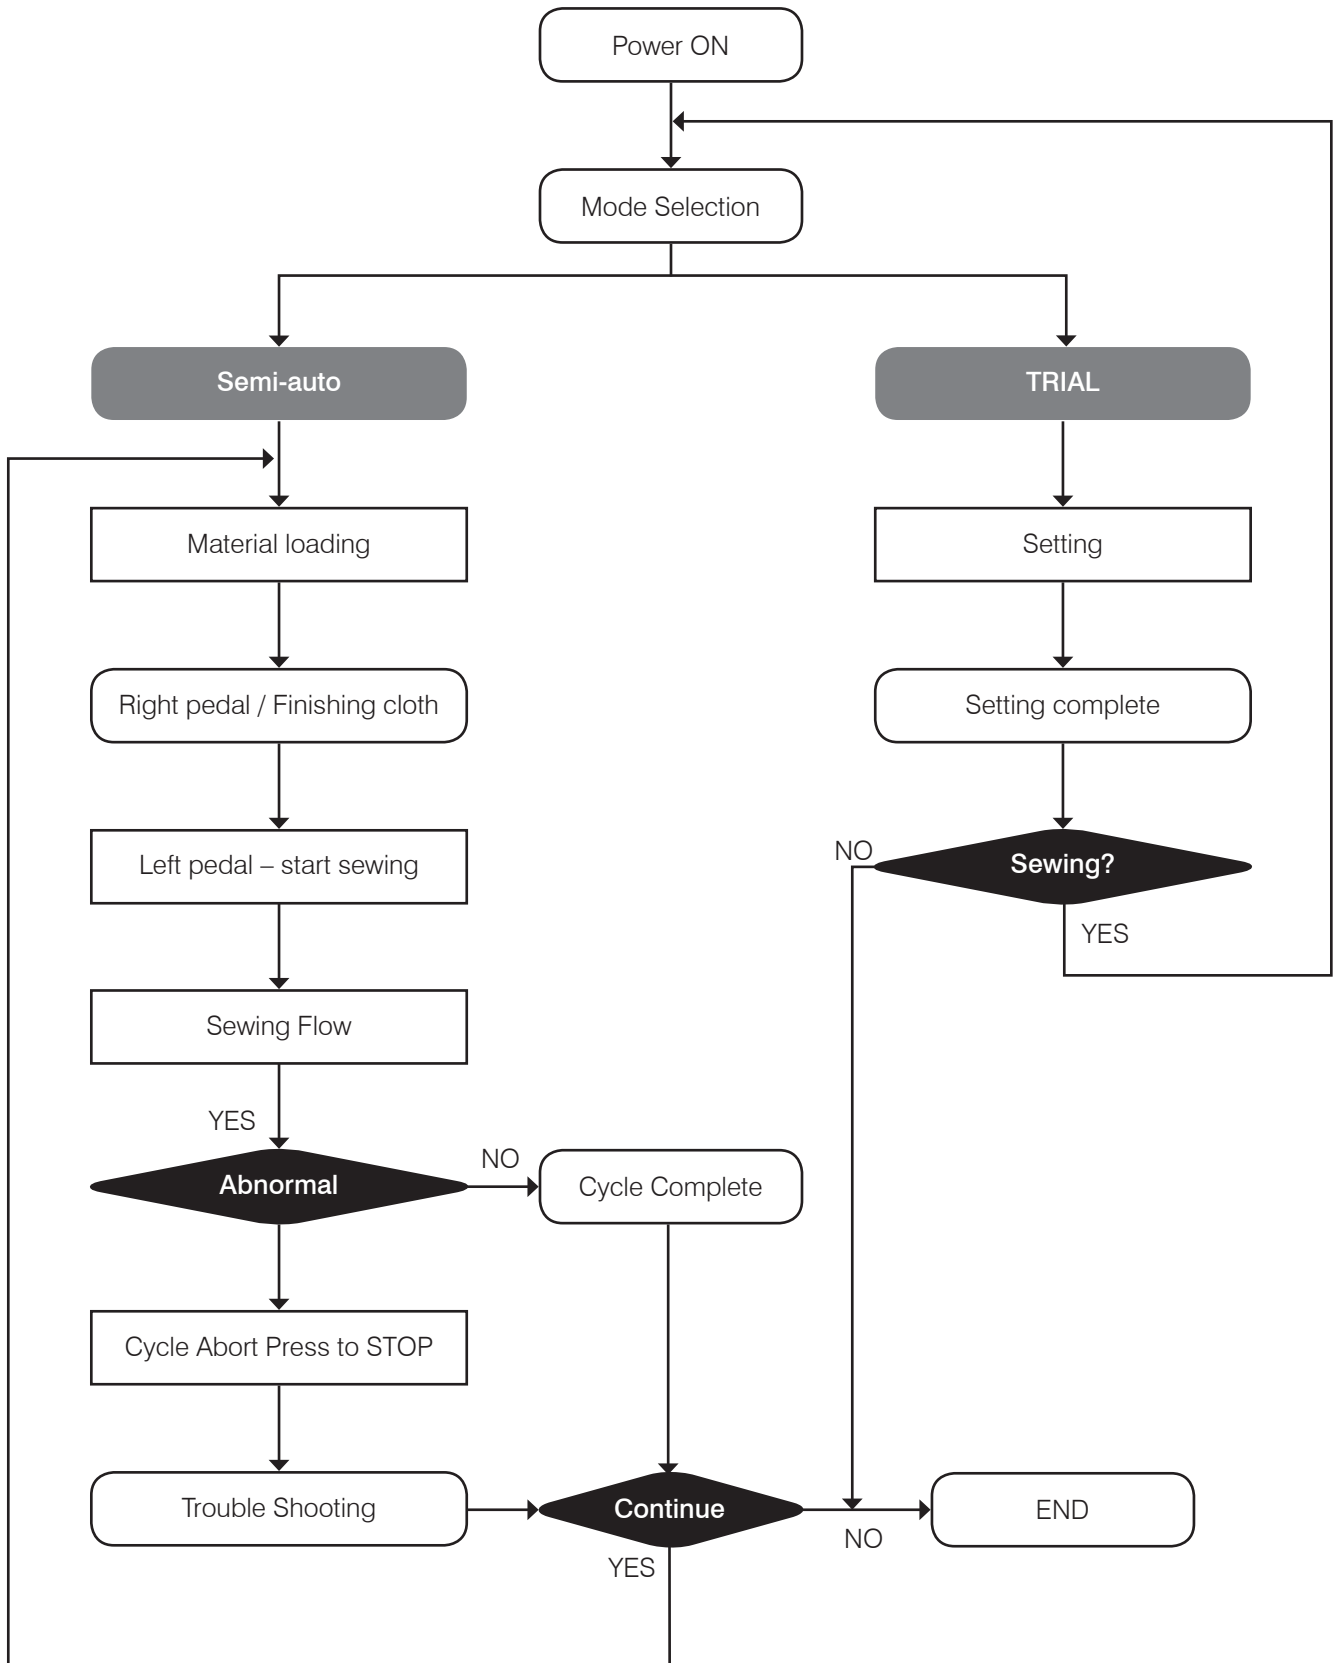 Power ON
Mode Selection
Semi-auto
TRIAL
Material loading
Setting
Right pedal / Finishing cloth
Setting complete
Left pedal – start sewing
NO
Sewing?
YES
Sewing Flow
YES
Abnormal
NO
Cycle Complete
Cycle Abort Press to STOP
Trouble Shooting
Continue
NO
END
YES